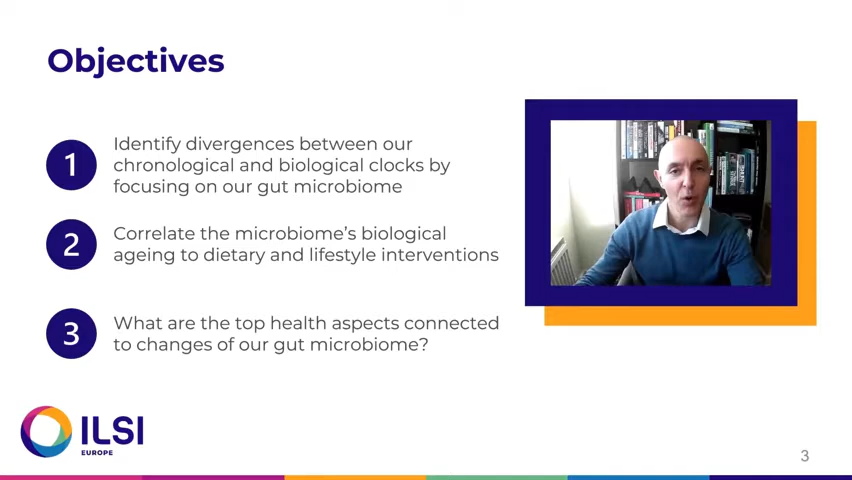 Objectives
1
Identify divergences between our
chronological and biological clocks by
focusing on our gut microbiome
2
Correlate the microbiome's biological
ageing to dietary and lifestyle interventions
3
What are the top health aspects connected
to changes of our gut microbiome?
ILSI
EUROPE
3